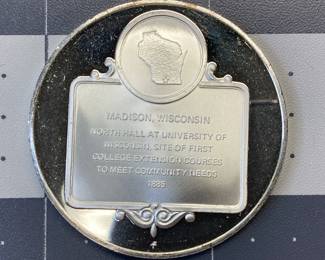 MADISON, WISCONSIN
NORTH HALL AT UNIVERSITY OF
WISCONSIN, SITE OF FIRST
COLLEGE EXTENSION COURSES
TO MEET COMMUNITY NEEDS
1885